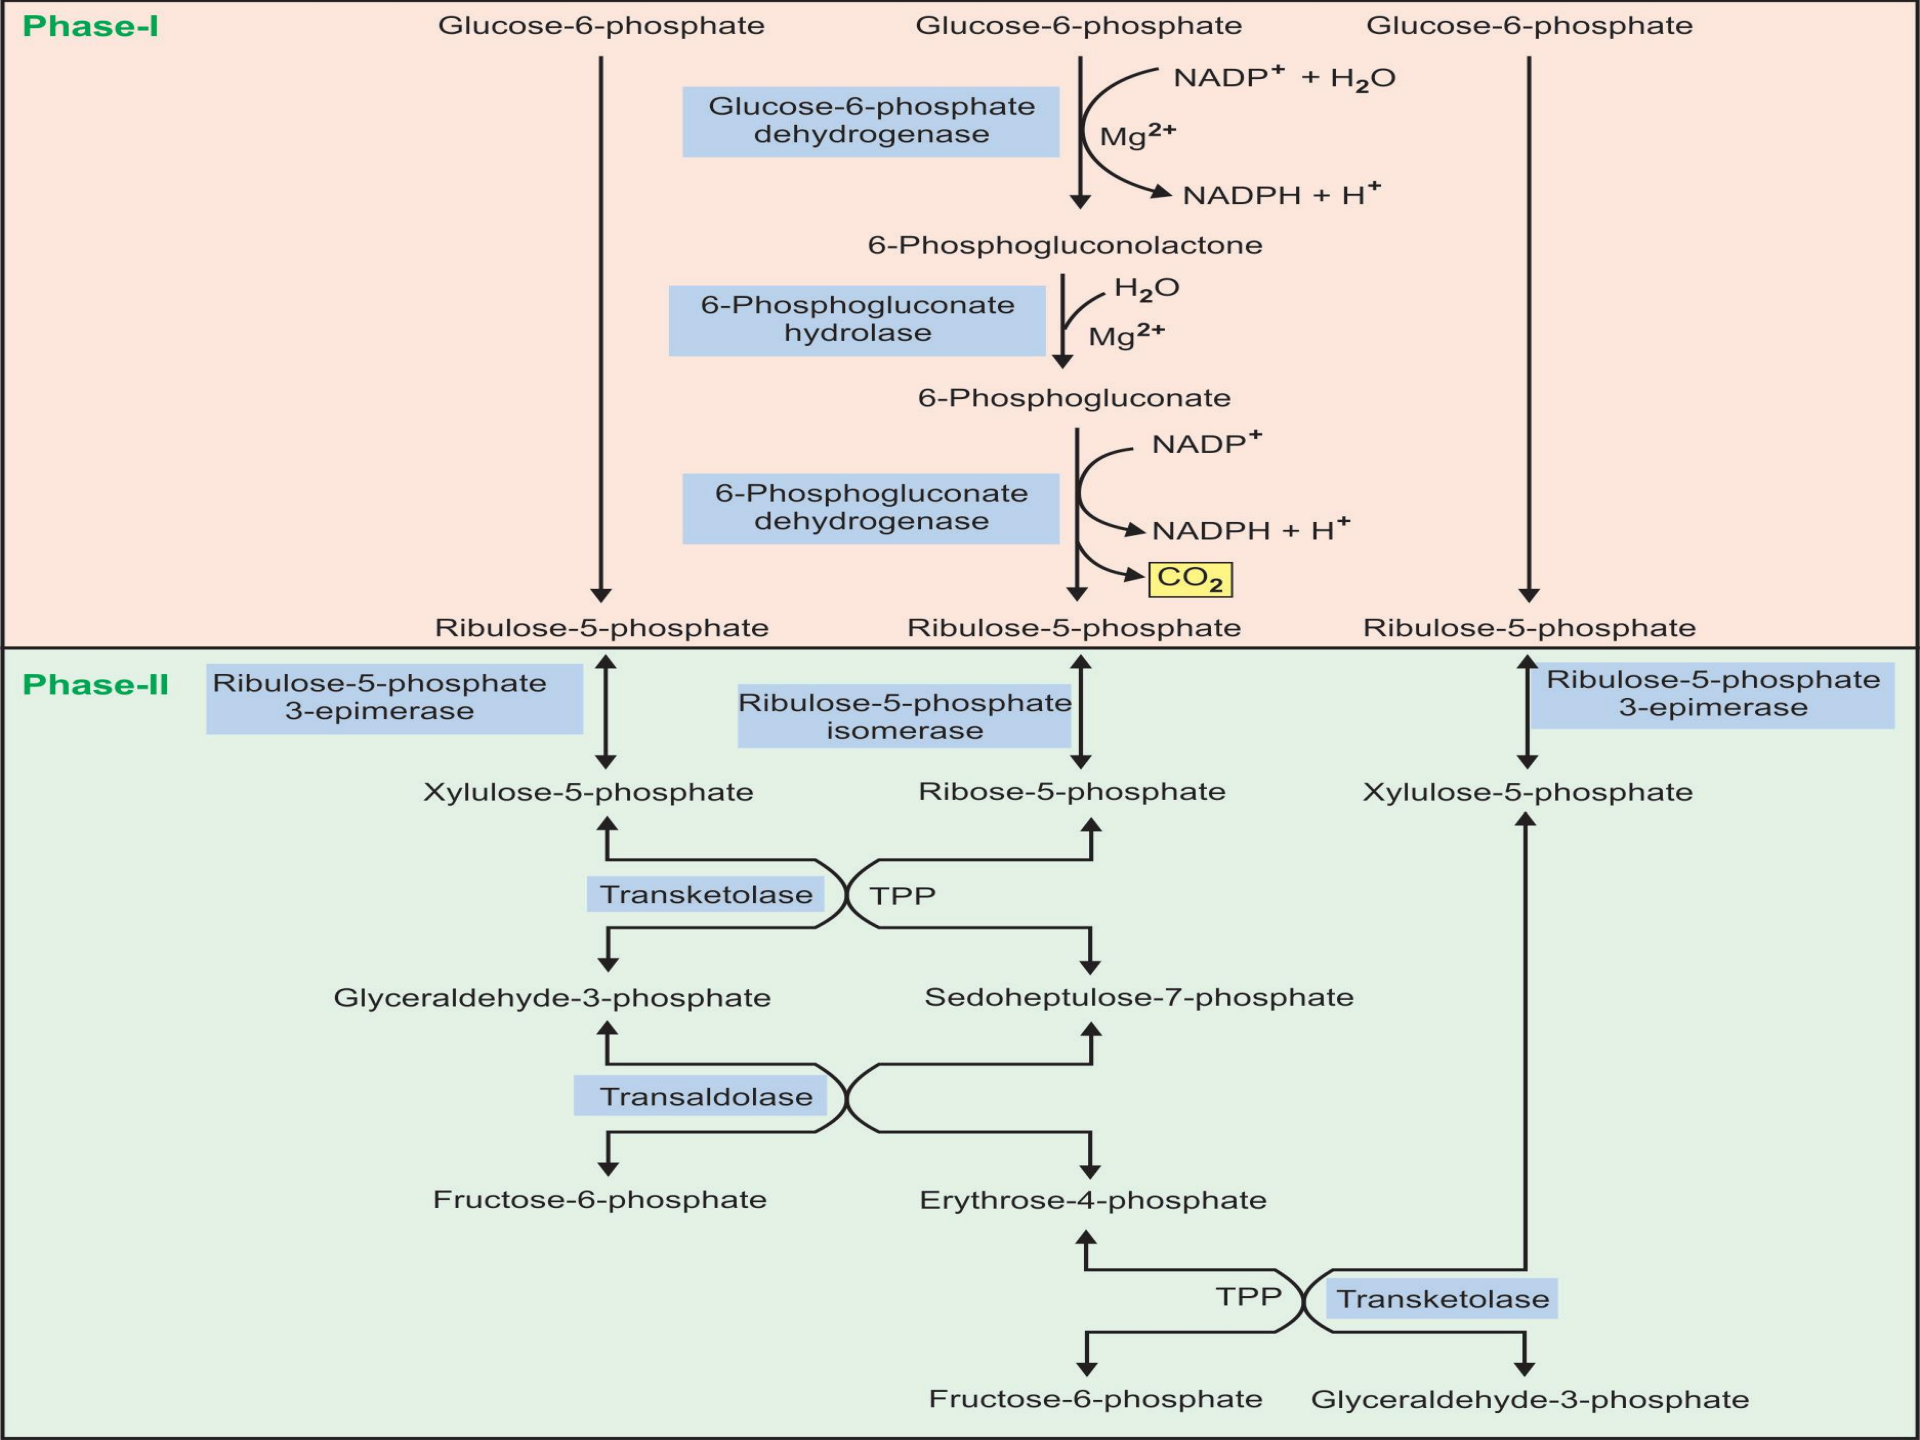 Phase-I
Glucose-6-phosphate
Glucose-6-phosphate
Glucose-6-phosphate
NADP⁺ + H₂O
Glucose-6-phosphate
dehydrogenase
Mg²⁺
NADPH + H⁺
6-Phosphogluconolactone
H₂O
6-Phosphogluconate
hydrolase
Mg²⁺
6-Phosphogluconate
NADP⁺
6-Phosphogluconate
dehydrogenase
NADPH + H⁺
CO₂
Ribulose-5-phosphate
Ribulose-5-phosphate
Ribulose-5-phosphate
Phase-II
Ribulose-5-phosphate
3-epimerase
Ribulose-5-phosphate
isomerase
Ribulose-5-phosphate
3-epimerase
Xylulose-5-phosphate
Ribose-5-phosphate
Xylulose-5-phosphate
Transketolase
TPP
Glyceraldehyde-3-phosphate
Sedoheptulose-7-phosphate
Transaldolase
Fructose-6-phosphate
Erythrose-4-phosphate
TPP
Transketolase
Fructose-6-phosphate
Glyceraldehyde-3-phosphate